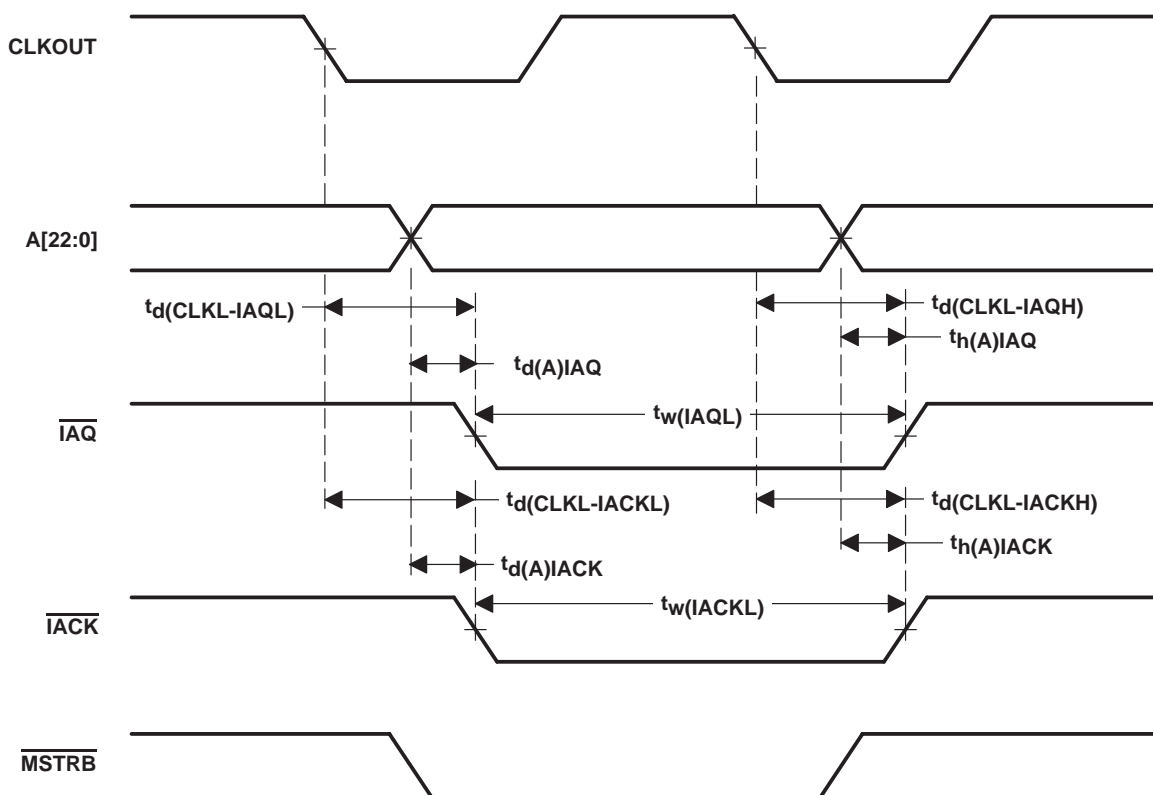 CLKOUT
A[22:0]
td(CLKL-IAQL)
td(CLKL-IAQH)
th(A)IAQ
td(A)IAQ
tw(IAQL)
IAQ
td(CLKL-IACKL)
td(CLKL-IACKH)
th(A)IACK
td(A)IACK
tw(IACKL)
IACK
MSTRB